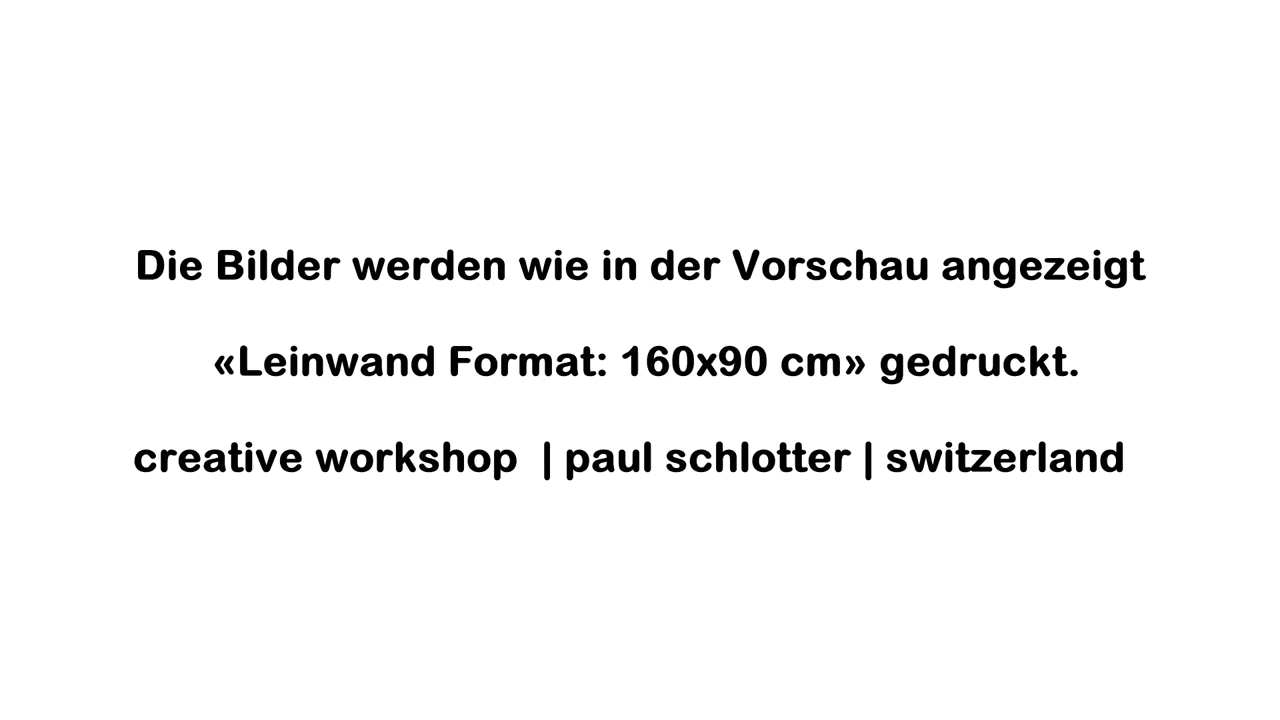 Die Bilder werden wie in der Vorschau angezeigt
«Leinwand Format: 160x90 cm» gedruckt.
creative workshop | paul schlotter | switzerland